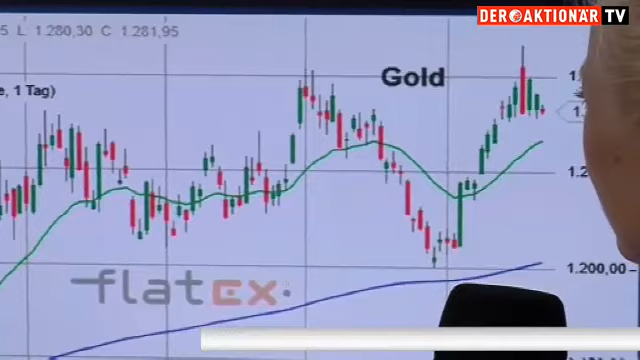 DER AKTIONÄR TV
5 L 1.280,30 C 1.281,95
Gold
e, 1 Tag)
1.200,00
flatex